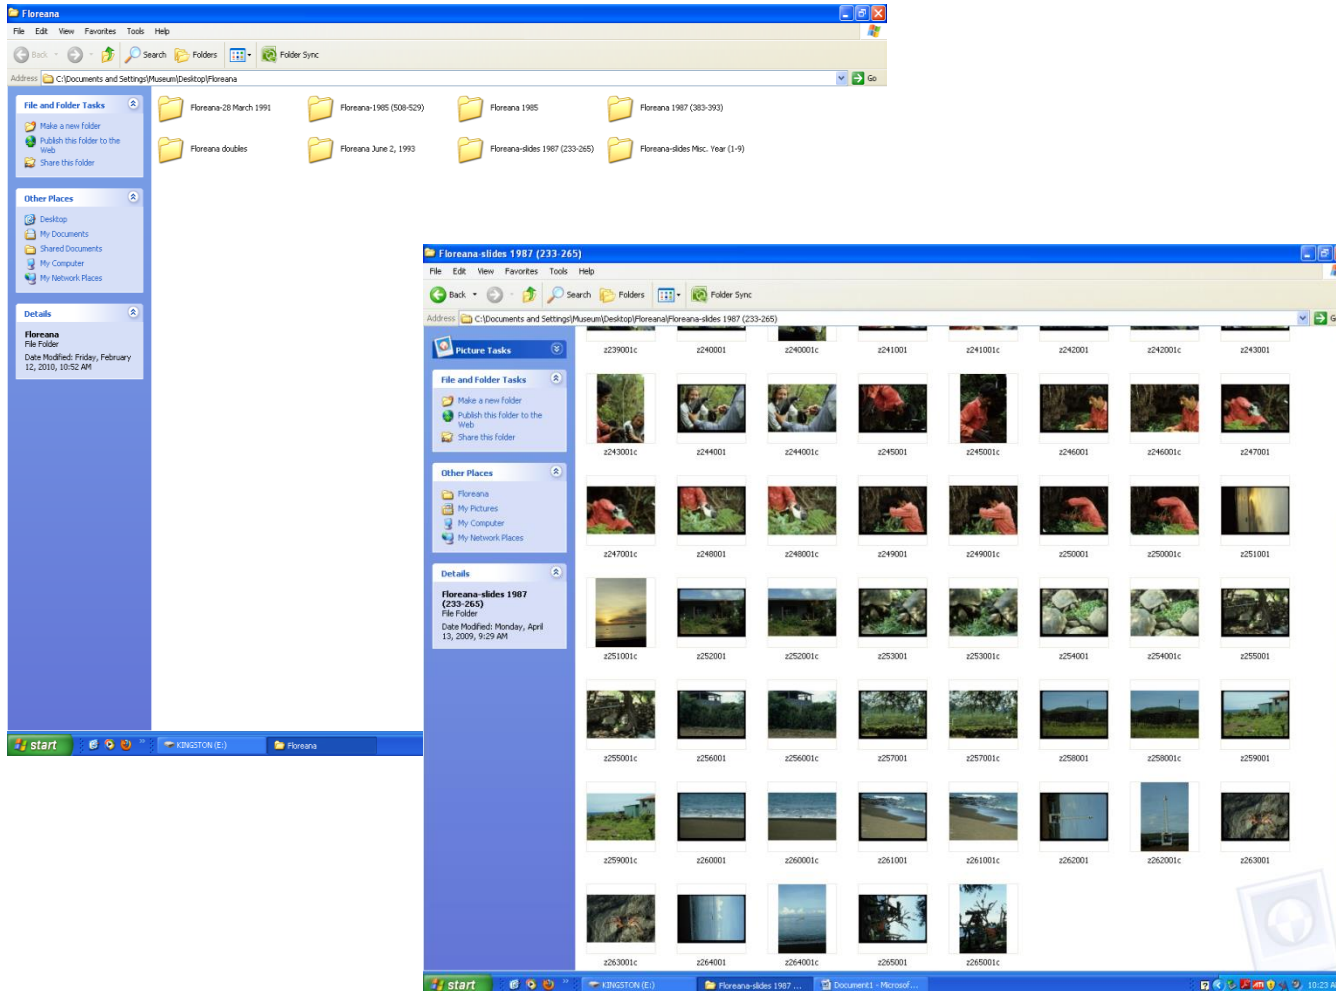 Floreana
File Edit View Favorites Tools Help
Back Search Folders Folder Sync
Address C:\Documents and Settings\Museum\Desktop\Floreana Go
File and Folder Tasks
Make a new folder
Publish this folder to the
Web
Share this folder
Other Places
Desktop
My Documents
Shared Documents
My Computer
My Network Places
Details
Floreana
File Folder
Date Modified: Friday, February
12, 2010, 10:52 AM
Floreana-28 March 1991 Floreana-1985 (508-529) Floreana 1985 Floreana 1987 (383-393)
Floreana doubles Floreana June 2, 1993 Floreana-slides 1987 (233-265) Floreana-slides Misc. Year (1-9)
start KINGSTON (E:) Floreana
Floreana-slides 1987 (233-265)
File Edit View Favorites Tools Help
Back Search Folders Folder Sync
Address C:\Documents and Settings\Museum\Desktop\Floreana\Floreana-slides 1987 (233-265)
Picture Tasks
File and Folder Tasks
Make a new folder
Publish this folder to the
Web
Share this folder
Other Places
Floreana
My Pictures
My Computer
My Network Places
Details
Floreana-slides 1987
(233-265)
File Folder
Date Modified: Monday, April
13, 2009, 9:29 AM
z239001c z240001 z240001c z241001 z241001c z242001 z242001c z243001
z243001c z244001 z244001c z245001 z245001c z246001 z246001c z247001
z247001c z248001 z248001c z249001 z249001c z250001 z250001c z251001
z251001c z252001 z252001c z253001 z253001c z254001 z254001c z255001
z255001c z256001 z256001c z257001 z257001c z258001 z258001c z259001
z259001c z260001 z260001c z261001 z261001c z262001 z262001c z263001
z263001c z264001 z264001c z265001 z265001c
start KINGSTON (E:) Floreana-slides 1987 ... Document1 - Microsof... 10:23 A